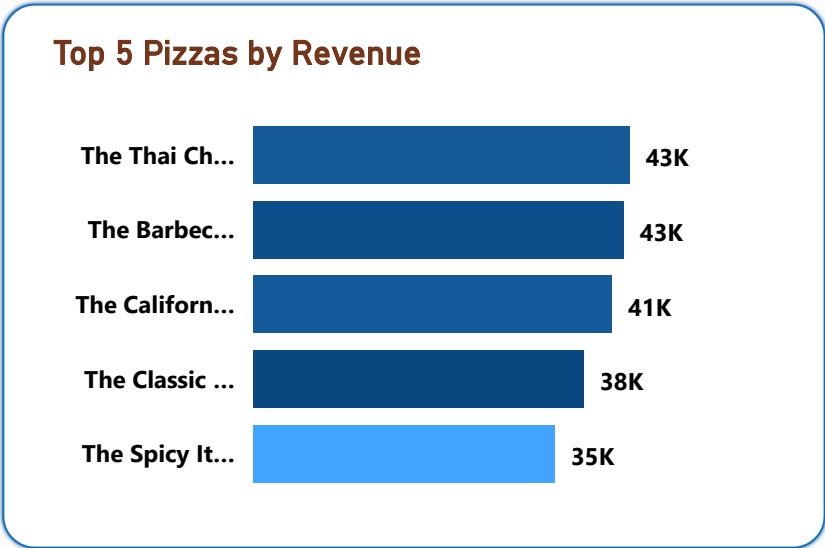 Top 5 Pizzas by Revenue
The Thai Ch... 43K
The Barbec... 43K
The Californ... 41K
The Classic ... 38K
The Spicy It... 35K